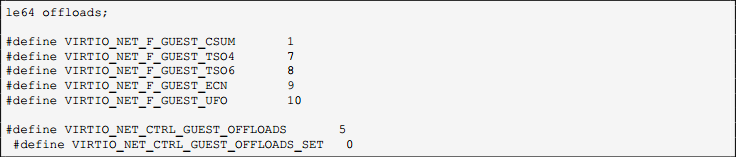 le64 offloads;

#define VIRTIO_NET_F_GUEST_CSUM       1
#define VIRTIO_NET_F_GUEST_TSO4       7
#define VIRTIO_NET_F_GUEST_TSO6       8
#define VIRTIO_NET_F_GUEST_ECN        9
#define VIRTIO_NET_F_GUEST_UFO        10

#define VIRTIO_NET_CTRL_GUEST_OFFLOADS       5
 #define VIRTIO_NET_CTRL_GUEST_OFFLOADS_SET   0